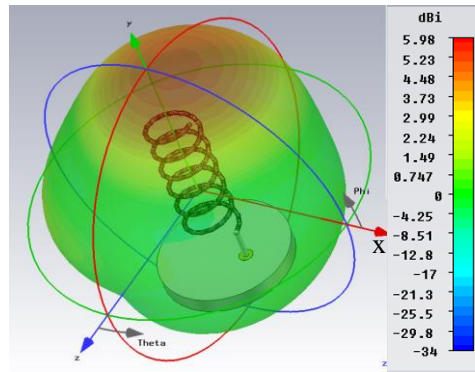 y
dBi
5.98
5.23
4.48
3.73
2.99
2.24
1.49
0.747
0
-4.25
-8.51
-12.8
-17
-21.3
-25.5
-29.8
-34
Phi
X
Theta
z
z